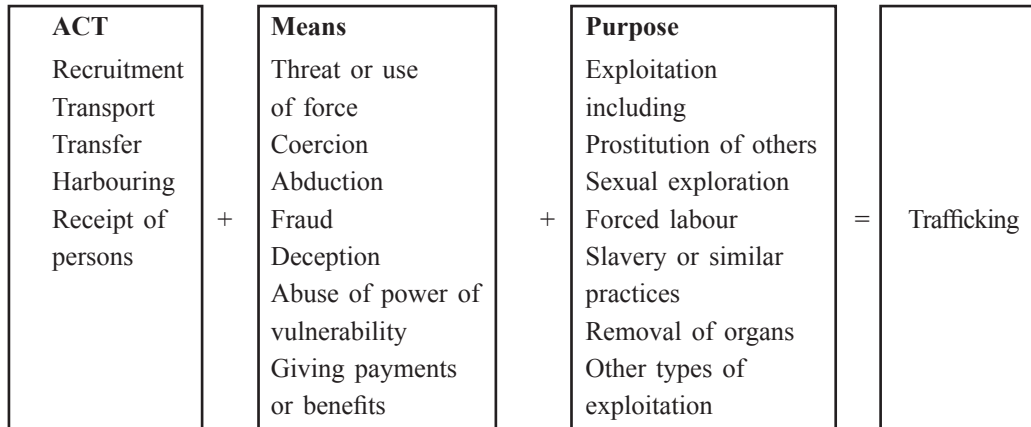 ACT
Recruitment
Transport
Transfer
Harbouring
Receipt of
persons
+
Means
Threat or use
of force
Coercion
Abduction
Fraud
Deception
Abuse of power of
vulnerability
Giving payments
or benefits
+
Purpose
Exploitation
including
Prostitution of others
Sexual exploration
Forced labour
Slavery or similar
practices
Removal of organs
Other types of
exploitation
=
Trafficking